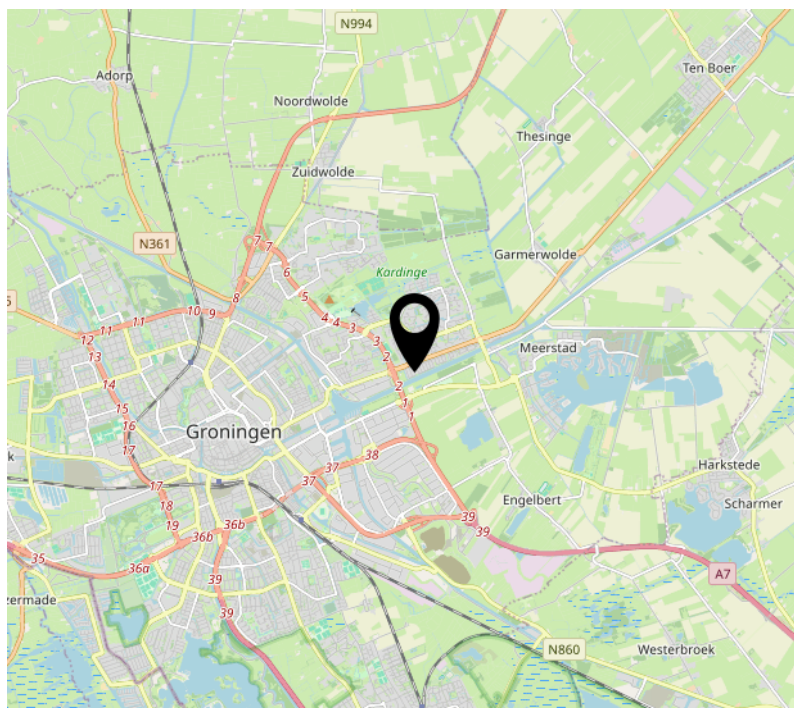 N994
Adorp
Ten Boer
Noordwolde
Thesinge
Zuidwolde
N361
7
7
Garmerwolde
6
Kardinge
5
8
10
9
11
11
4
4
3
12
3
Meerstad
13
2
14
2
1
15
1
16
Groningen
17
38
37
Harkstede
17
37
Engelbert
Scharmer
18
39
19
36b
39
36b
35
36a
A7
39
39
zermade
N860
Westerbroek